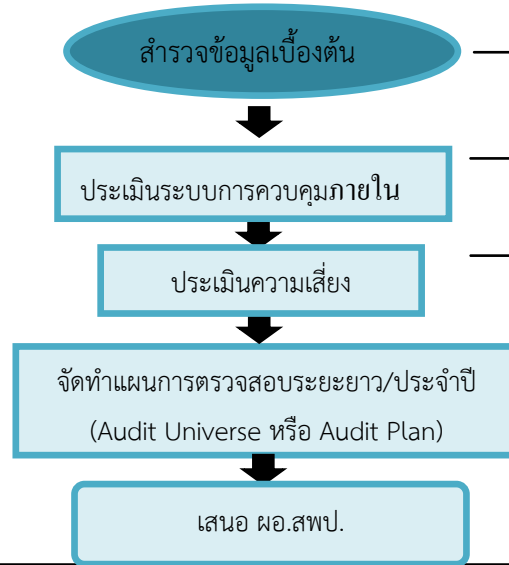 สำรวจข้อมูลเบื้องต้น
ประเมินระบบการควบคุมภายใน
ประเมินความเสี่ยง
จัดทำแผนการตรวจสอบระยะยาว/ประจำปี
(Audit Universe หรือ Audit Plan)
เสนอ ผอ.สพป.